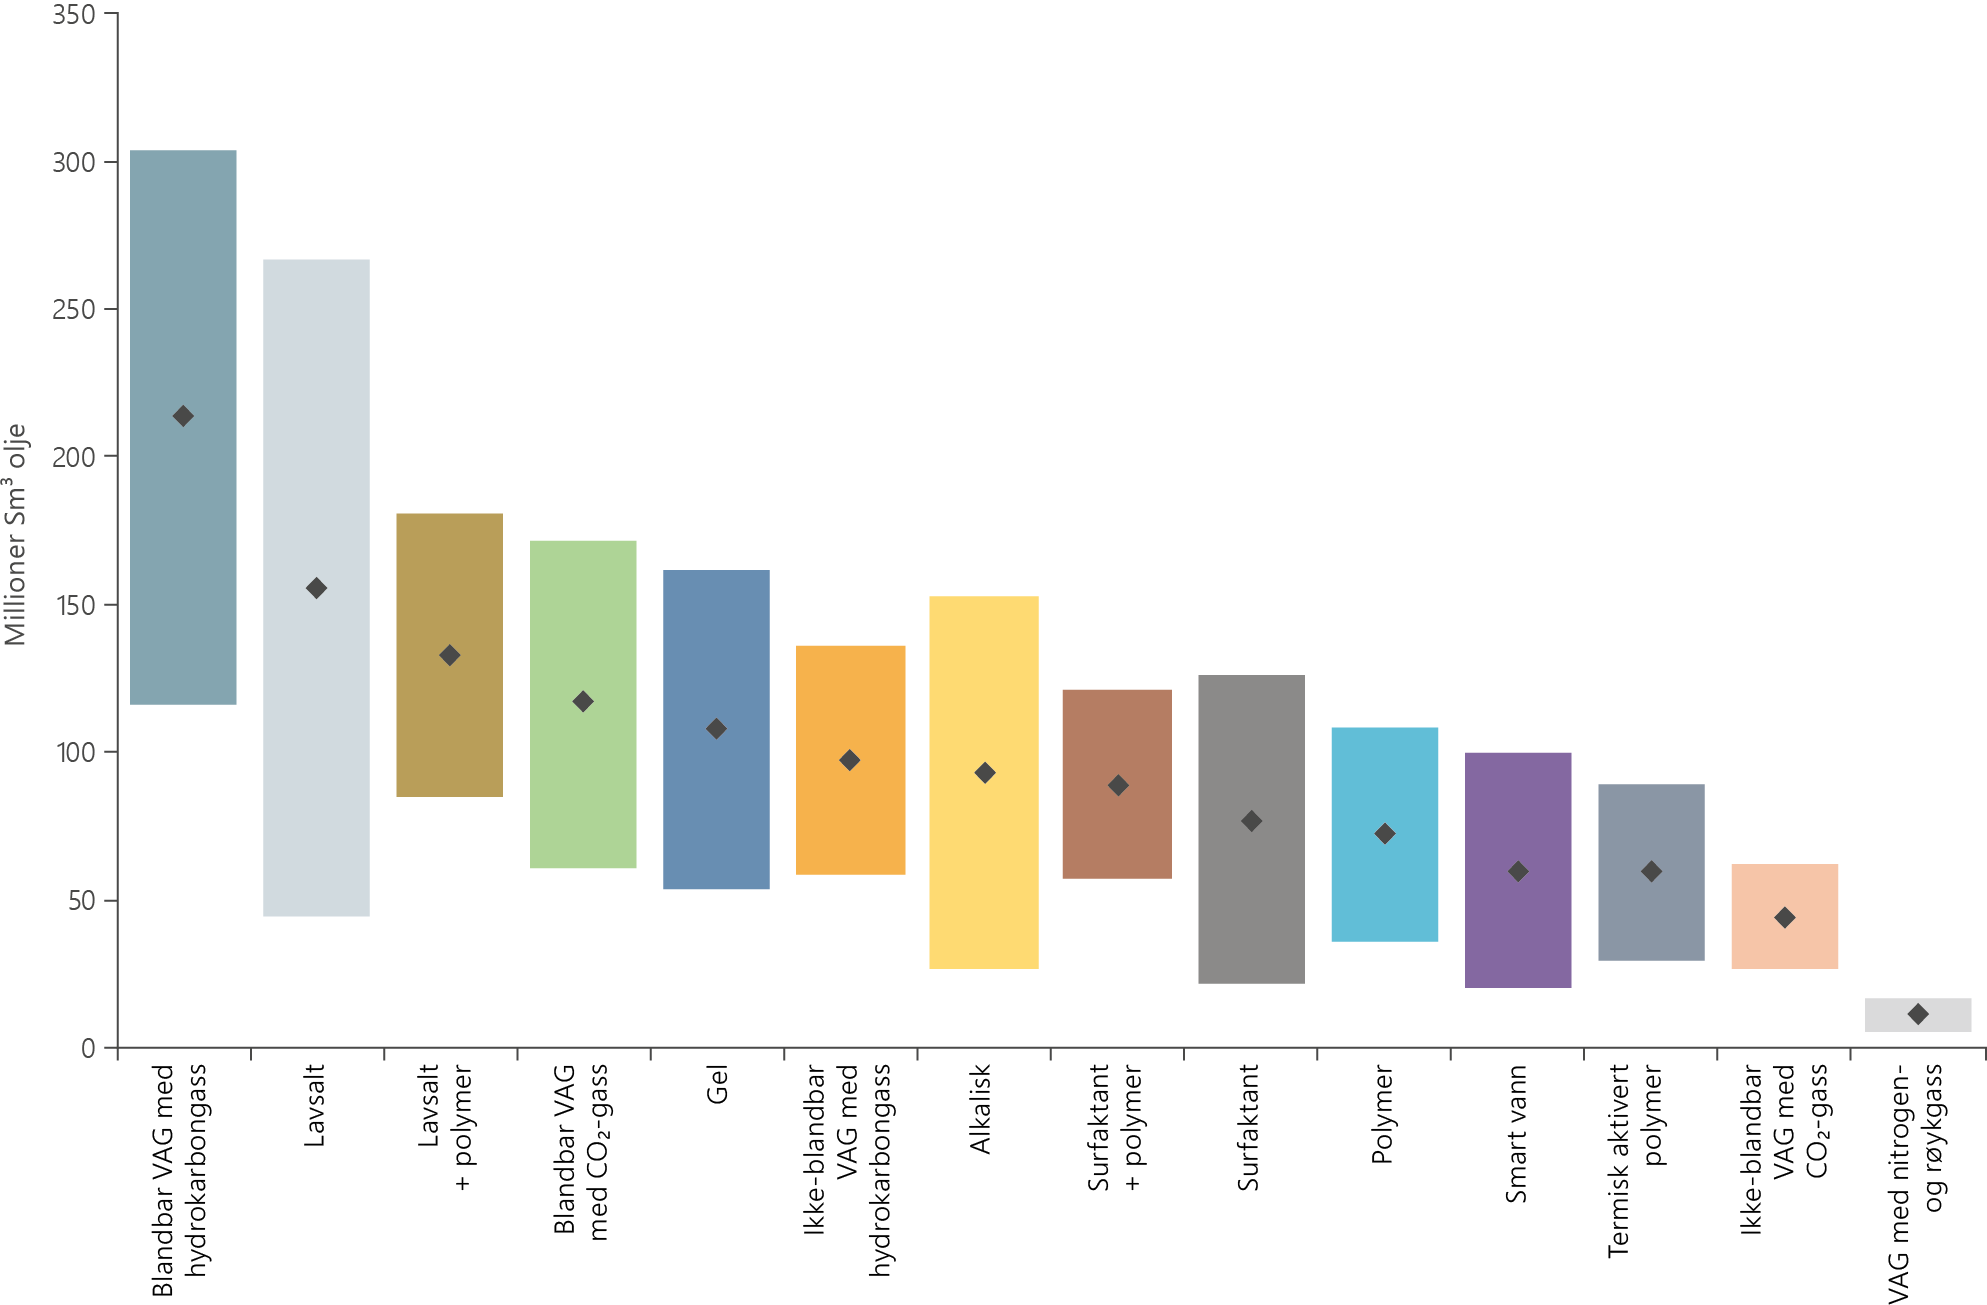 350
300
250
200
150
100
50
0
Millioner Sm³ olje
Blandbar VAG med
hydrokarbongass
Lavsalt
Lavsalt
+ polymer
Blandbar VAG
med CO₂-gass
Gel
Ikke-blandbar
VAG med
hydrokarbongass
Alkalisk
Surfaktant
+ polymer
Surfaktant
Polymer
Smart vann
Termisk aktivert
polymer
Ikke-blandbar
VAG med
CO₂-gass
VAG med nitrogen-
og røykgass